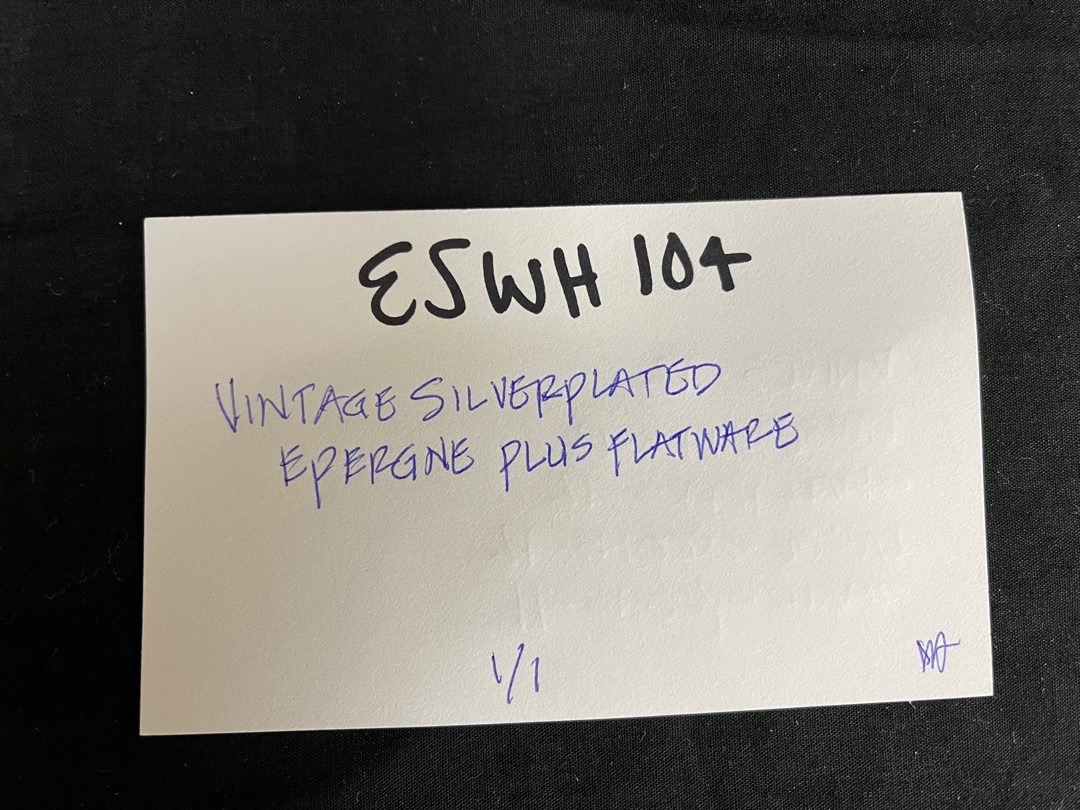 ESWH 104
VINTAGE SILVERPLATED
EPERGNE PLUS FLATWARE
1/1